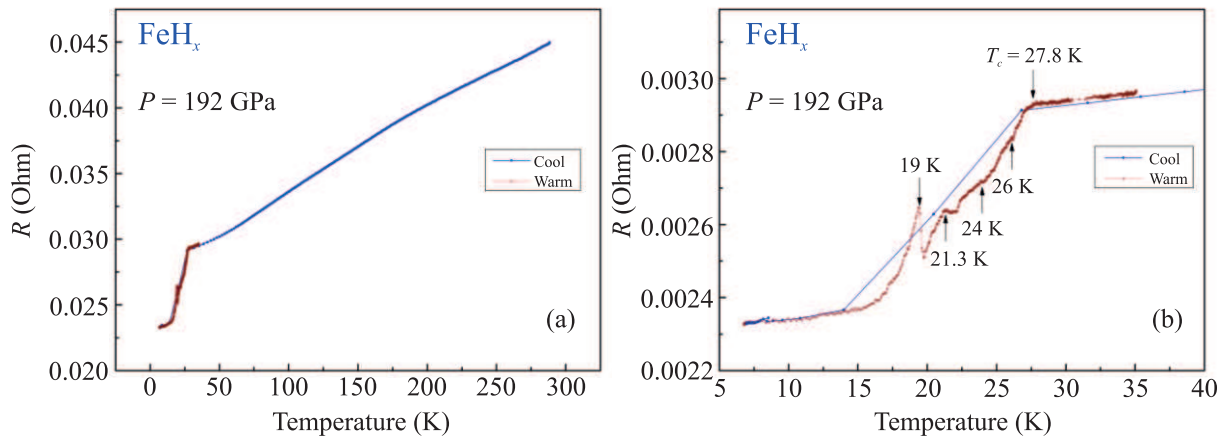 FeHₓ
P = 192 GPa
Cool
Warm
(a)
R (Ohm)
0.045
0.040
0.035
0.030
0.025
0.020
0 50 100 150 200 250 300
Temperature (K)
FeHₓ
P = 192 GPa
T_c = 27.8 K
Cool
Warm
19 K
26 K
24 K
21.3 K
(b)
R (Ohm)
0.0030
0.0028
0.0026
0.0024
0.0022
5 10 15 20 25 30 35 40
Temperature (K)